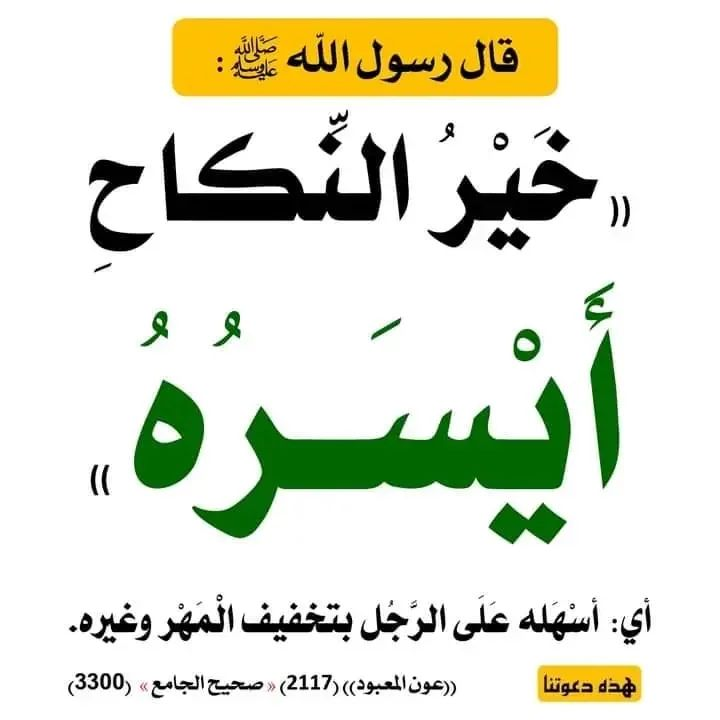 قال رسول الله ﷺ :
((خَيْرُ النِّكاحِ
أَيْسَرُهُ))
أي: أسْهَله عَلَى الرَّجُل بتخفيف الْمَهْر وغيره.
هذه دعوتنا ((عون المعبود)) (2117) « صحيح الجامع » (3300)